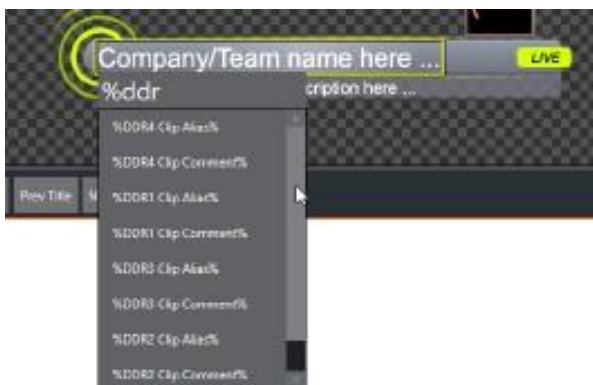 Company/Team name here ...
LIVE
%ddr
cription here ...
%DDR4 Clip Alias%
%DDR4 Clip Comment%
Prev Title
%DDR1 Clip Alias%
%DDR1 Clip Comment%
%DDR3 Clip Alias%
%DDR3 Clip Comment%
%DDR2 Clip Alias%
%DDR2 Clip Comment%